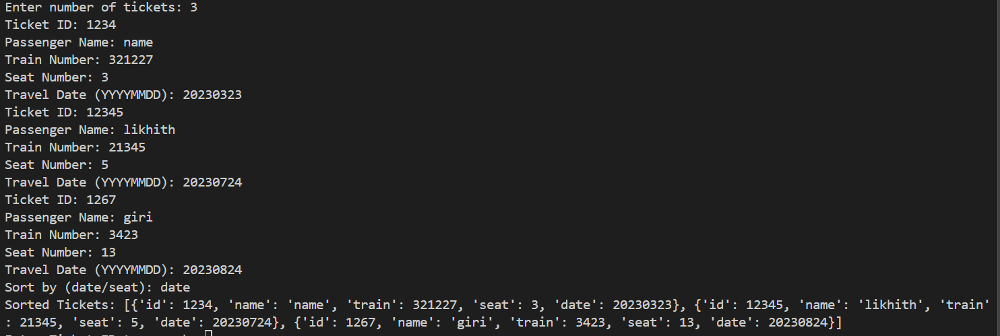 Enter number of tickets: 3
Ticket ID: 1234
Passenger Name: name
Train Number: 321227
Seat Number: 3
Travel Date (YYYYMMDD): 20230323
Ticket ID: 12345
Passenger Name: likhith
Train Number: 21345
Seat Number: 5
Travel Date (YYYYMMDD): 20230724
Ticket ID: 1267
Passenger Name: giri
Train Number: 3423
Seat Number: 13
Travel Date (YYYYMMDD): 20230824
Sort by (date/seat): date
Sorted Tickets: [{'id': 1234, 'name': 'name', 'train': 321227, 'seat': 3, 'date': 20230323}, {'id': 12345, 'name': 'likhith', 'train'
: 21345, 'seat': 5, 'date': 20230724}, {'id': 1267, 'name': 'giri', 'train': 3423, 'seat': 13, 'date': 20230824}]